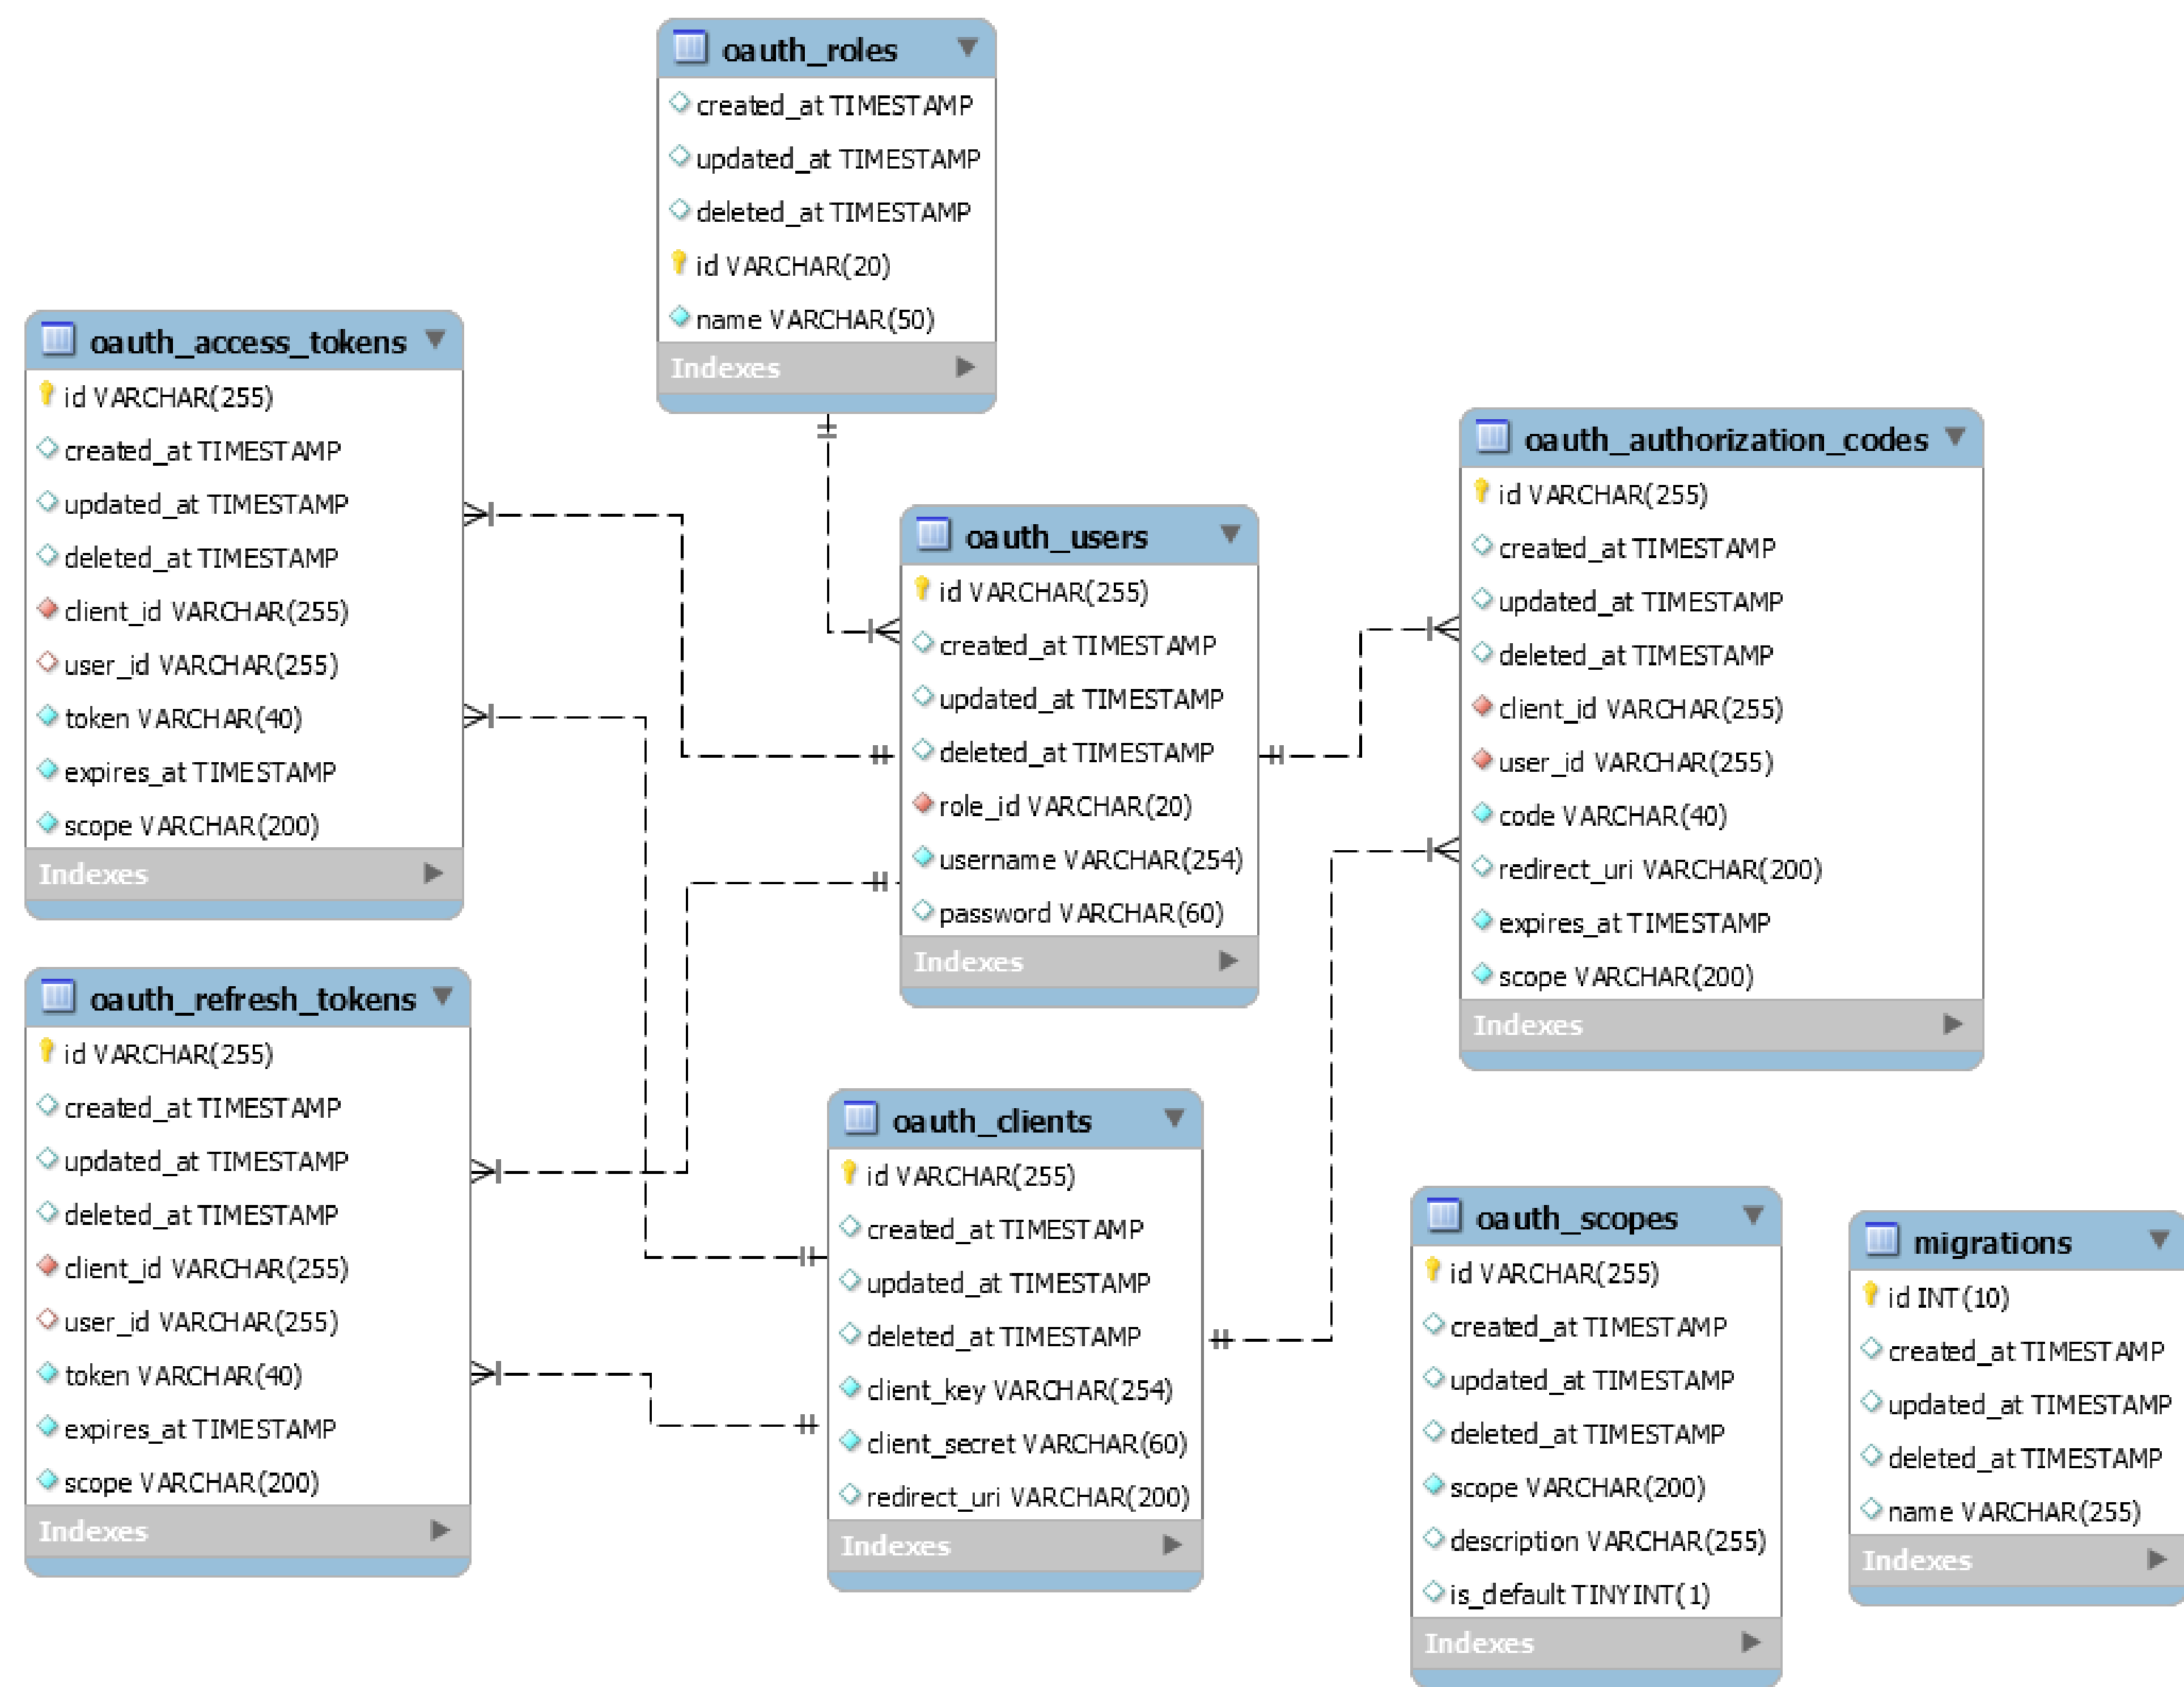 oauth_roles
created_at TIMESTAMP
updated_at TIMESTAMP
deleted_at TIMESTAMP
id VARCHAR(20)
name VARCHAR(50)
Indexes
oauth_access_tokens
id VARCHAR(255)
created_at TIMESTAMP
updated_at TIMESTAMP
deleted_at TIMESTAMP
client_id VARCHAR(255)
user_id VARCHAR(255)
token VARCHAR(40)
expires_at TIMESTAMP
scope VARCHAR(200)
Indexes
oauth_users
id VARCHAR(255)
created_at TIMESTAMP
updated_at TIMESTAMP
deleted_at TIMESTAMP
role_id VARCHAR(20)
username VARCHAR(254)
password VARCHAR(60)
Indexes
oauth_authorization_codes
id VARCHAR(255)
created_at TIMESTAMP
updated_at TIMESTAMP
deleted_at TIMESTAMP
client_id VARCHAR(255)
user_id VARCHAR(255)
code VARCHAR(40)
redirect_uri VARCHAR(200)
expires_at TIMESTAMP
scope VARCHAR(200)
Indexes
oauth_refresh_tokens
id VARCHAR(255)
created_at TIMESTAMP
updated_at TIMESTAMP
deleted_at TIMESTAMP
client_id VARCHAR(255)
user_id VARCHAR(255)
token VARCHAR(40)
expires_at TIMESTAMP
scope VARCHAR(200)
Indexes
oauth_clients
id VARCHAR(255)
created_at TIMESTAMP
updated_at TIMESTAMP
deleted_at TIMESTAMP
client_key VARCHAR(254)
client_secret VARCHAR(60)
redirect_uri VARCHAR(200)
Indexes
oauth_scopes
id VARCHAR(255)
created_at TIMESTAMP
updated_at TIMESTAMP
deleted_at TIMESTAMP
scope VARCHAR(200)
description VARCHAR(255)
is_default TINYINT(1)
Indexes
migrations
id INT(10)
created_at TIMESTAMP
updated_at TIMESTAMP
deleted_at TIMESTAMP
name VARCHAR(255)
Indexes